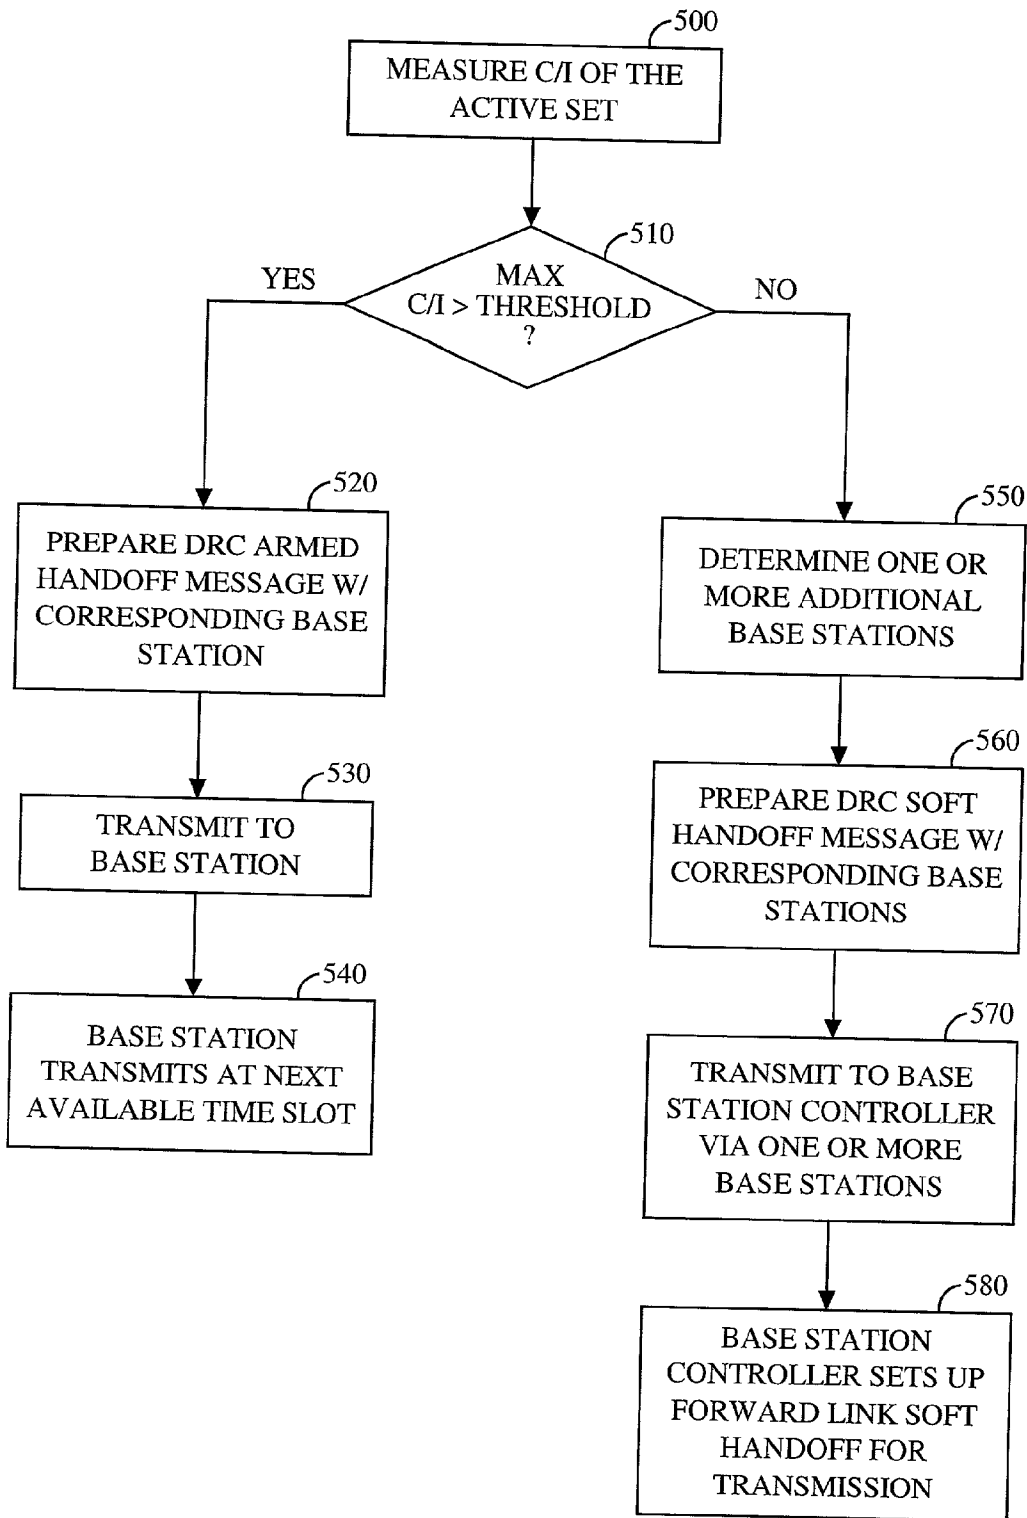 500
MEASURE C/I OF THE
ACTIVE SET
510
MAX
C/I > THRESHOLD
?
YES
NO
520
PREPARE DRC ARMED
HANDOFF MESSAGE W/
CORRESPONDING BASE
STATION
530
TRANSMIT TO
BASE STATION
540
BASE STATION
TRANSMITS AT NEXT
AVAILABLE TIME SLOT
550
DETERMINE ONE OR
MORE ADDITIONAL
BASE STATIONS
560
PREPARE DRC SOFT
HANDOFF MESSAGE W/
CORRESPONDING BASE
STATIONS
570
TRANSMIT TO BASE
STATION CONTROLLER
VIA ONE OR MORE
BASE STATIONS
580
BASE STATION
CONTROLLER SETS UP
FORWARD LINK SOFT
HANDOFF FOR
TRANSMISSION